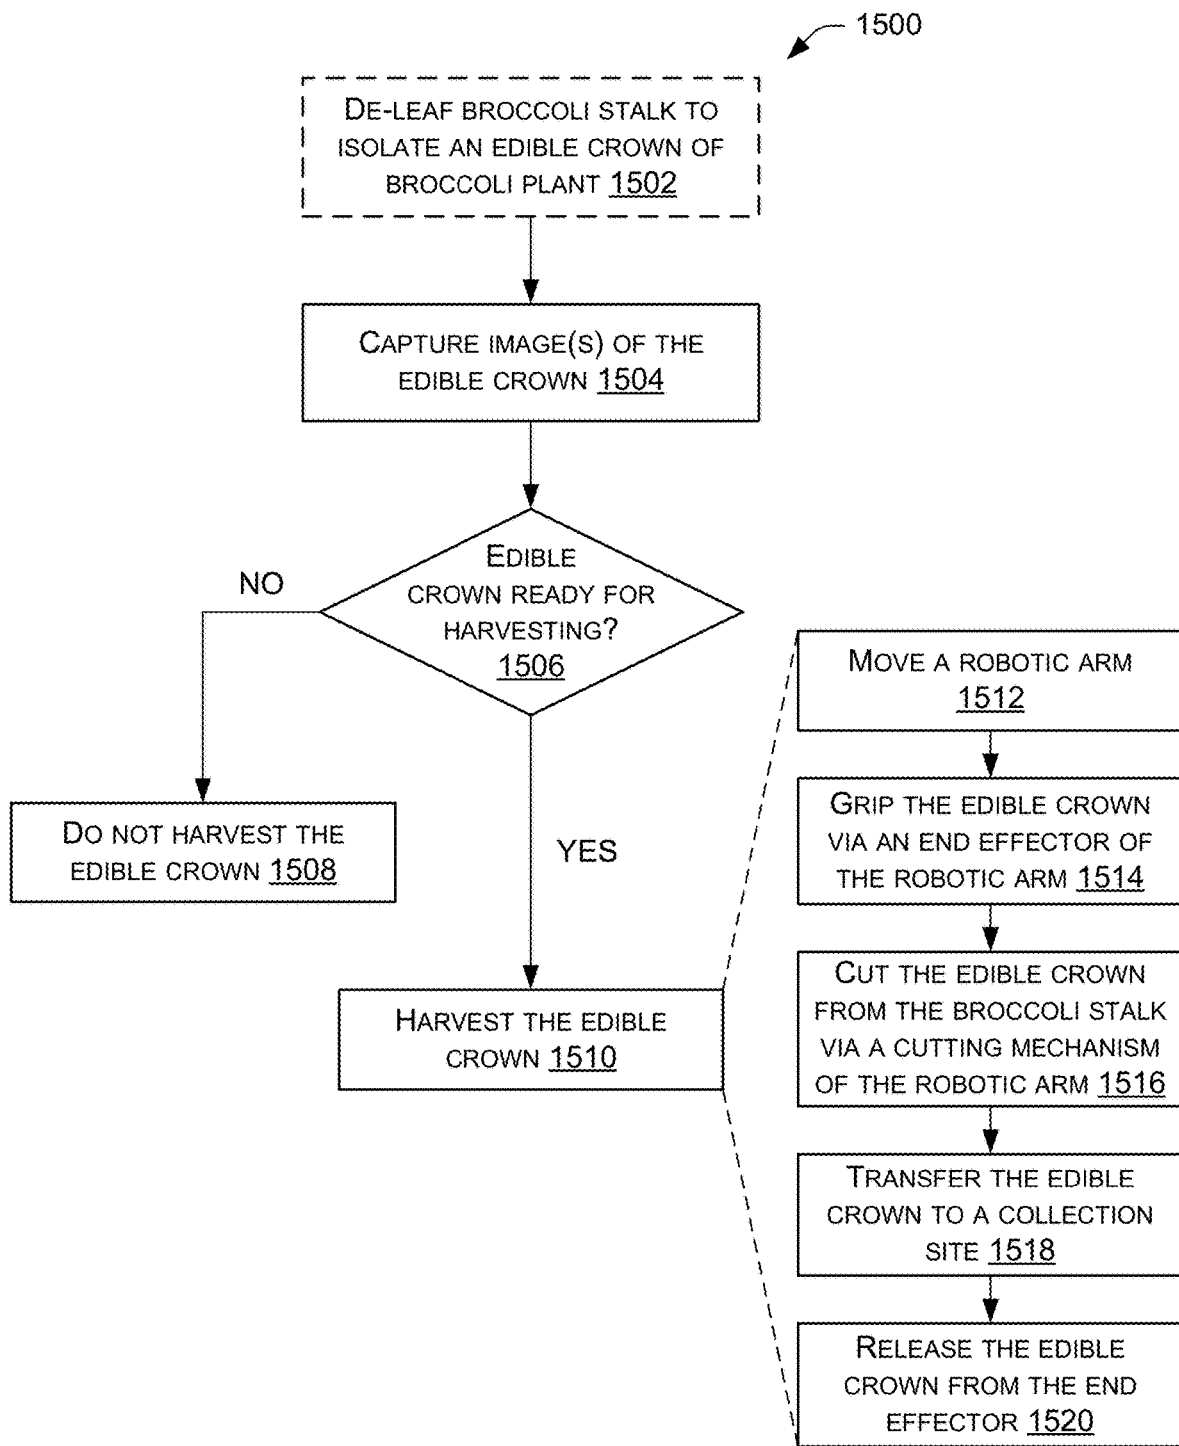 1500
DE-LEAF BROCCOLI STALK TO
ISOLATE AN EDIBLE CROWN OF
BROCCOLI PLANT 1502
CAPTURE IMAGE(S) OF THE
EDIBLE CROWN 1504
EDIBLE
CROWN READY FOR
HARVESTING?
1506
NO
DO NOT HARVEST THE
EDIBLE CROWN 1508
YES
HARVEST THE EDIBLE
CROWN 1510
MOVE A ROBOTIC ARM
1512
GRIP THE EDIBLE CROWN
VIA AN END EFFECTOR OF
THE ROBOTIC ARM 1514
CUT THE EDIBLE CROWN
FROM THE BROCCOLI STALK
VIA A CUTTING MECHANISM
OF THE ROBOTIC ARM 1516
TRANSFER THE EDIBLE
CROWN TO A COLLECTION
SITE 1518
RELEASE THE EDIBLE
CROWN FROM THE END
EFFECTOR 1520